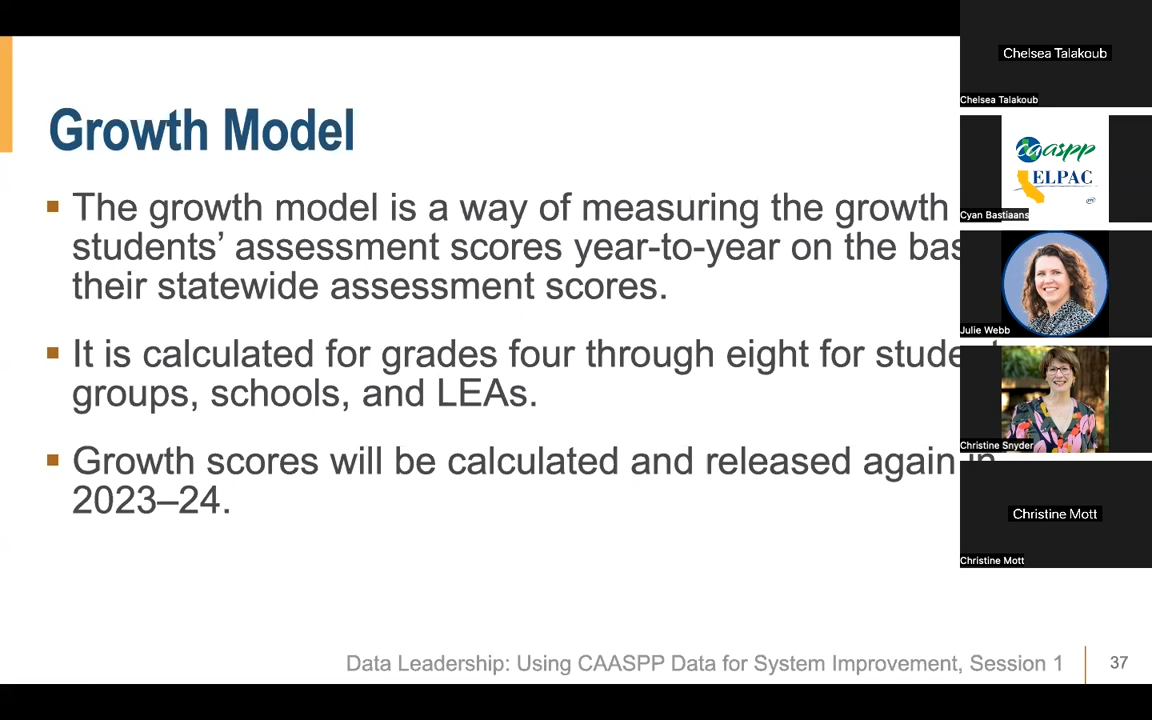 Growth Model
▪ The growth model is a way of measuring the growth
students’ assessment scores year-to-year on the
their statewide assessment scores.
▪ It is calculated for grades four through eight for
groups, schools, and LEAs.
▪ Growth scores will be calculated and released again in
2023–24.
Data Leadership: Using CAASPP Data for System Improvement, Session 1
37
Chelsea Talakoub
Chelsea Talakoub
caaspp
ELPAC
Cyan Bastiaans
Julie Webb
Christine Snyder
Christine Mott
Christine Mott